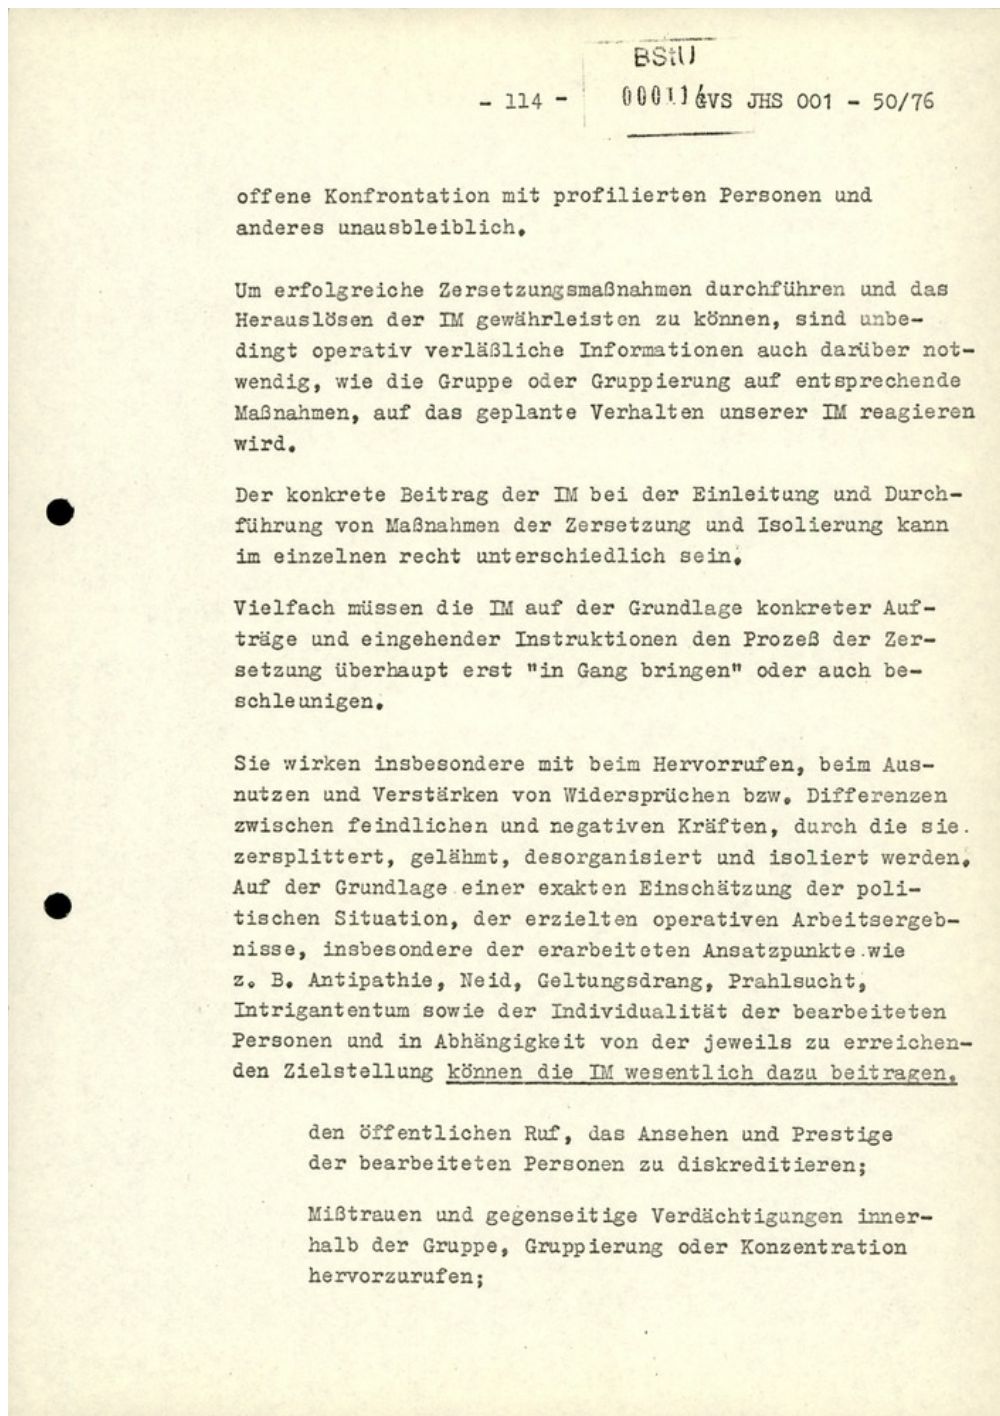 BStU
- 114 -
000114
GVS JHS 001 - 50/76
offene Konfrontation mit profilierten Personen und
anderes unausbleiblich.
Um erfolgreiche Zersetzungsmaßnahmen durchführen und das
Herauslösen der IM gewährleisten zu können, sind unbe-
dingt operativ verläßliche Informationen auch darüber not-
wendig, wie die Gruppe oder Gruppierung auf entsprechende
Maßnahmen, auf das geplante Verhalten unserer IM reagieren
wird.
Der konkrete Beitrag der IM bei der Einleitung und Durch-
führung von Maßnahmen der Zersetzung und Isolierung kann
im einzelnen recht unterschiedlich sein.
Vielfach müssen die IM auf der Grundlage konkreter Auf-
träge und eingehender Instruktionen den Prozeß der Zer-
setzung überhaupt erst "in Gang bringen" oder auch be-
schleunigen.
Sie wirken insbesondere mit beim Hervorrufen, beim Aus-
nutzen und Verstärken von Widersprüchen bzw. Differenzen
zwischen feindlichen und negativen Kräften, durch die sie
zersplittert, gelähmt, desorganisiert und isoliert werden.
Auf der Grundlage einer exakten Einschätzung der poli-
tischen Situation, der erzielten operativen Arbeitsergeb-
nisse, insbesondere der erarbeiteten Ansatzpunkte wie
z. B. Antipathie, Neid, Geltungsdrang, Prahlsucht,
Intrigantentum sowie der Individualität der bearbeiteten
Personen und in Abhängigkeit von der jeweils zu erreichen-
den Zielstellung können die IM wesentlich dazu beitragen.
den öffentlichen Ruf, das Ansehen und Prestige
der bearbeiteten Personen zu diskreditieren;
Mißtrauen und gegenseitige Verdächtigungen inner-
halb der Gruppe, Gruppierung oder Konzentration
hervorzurufen;